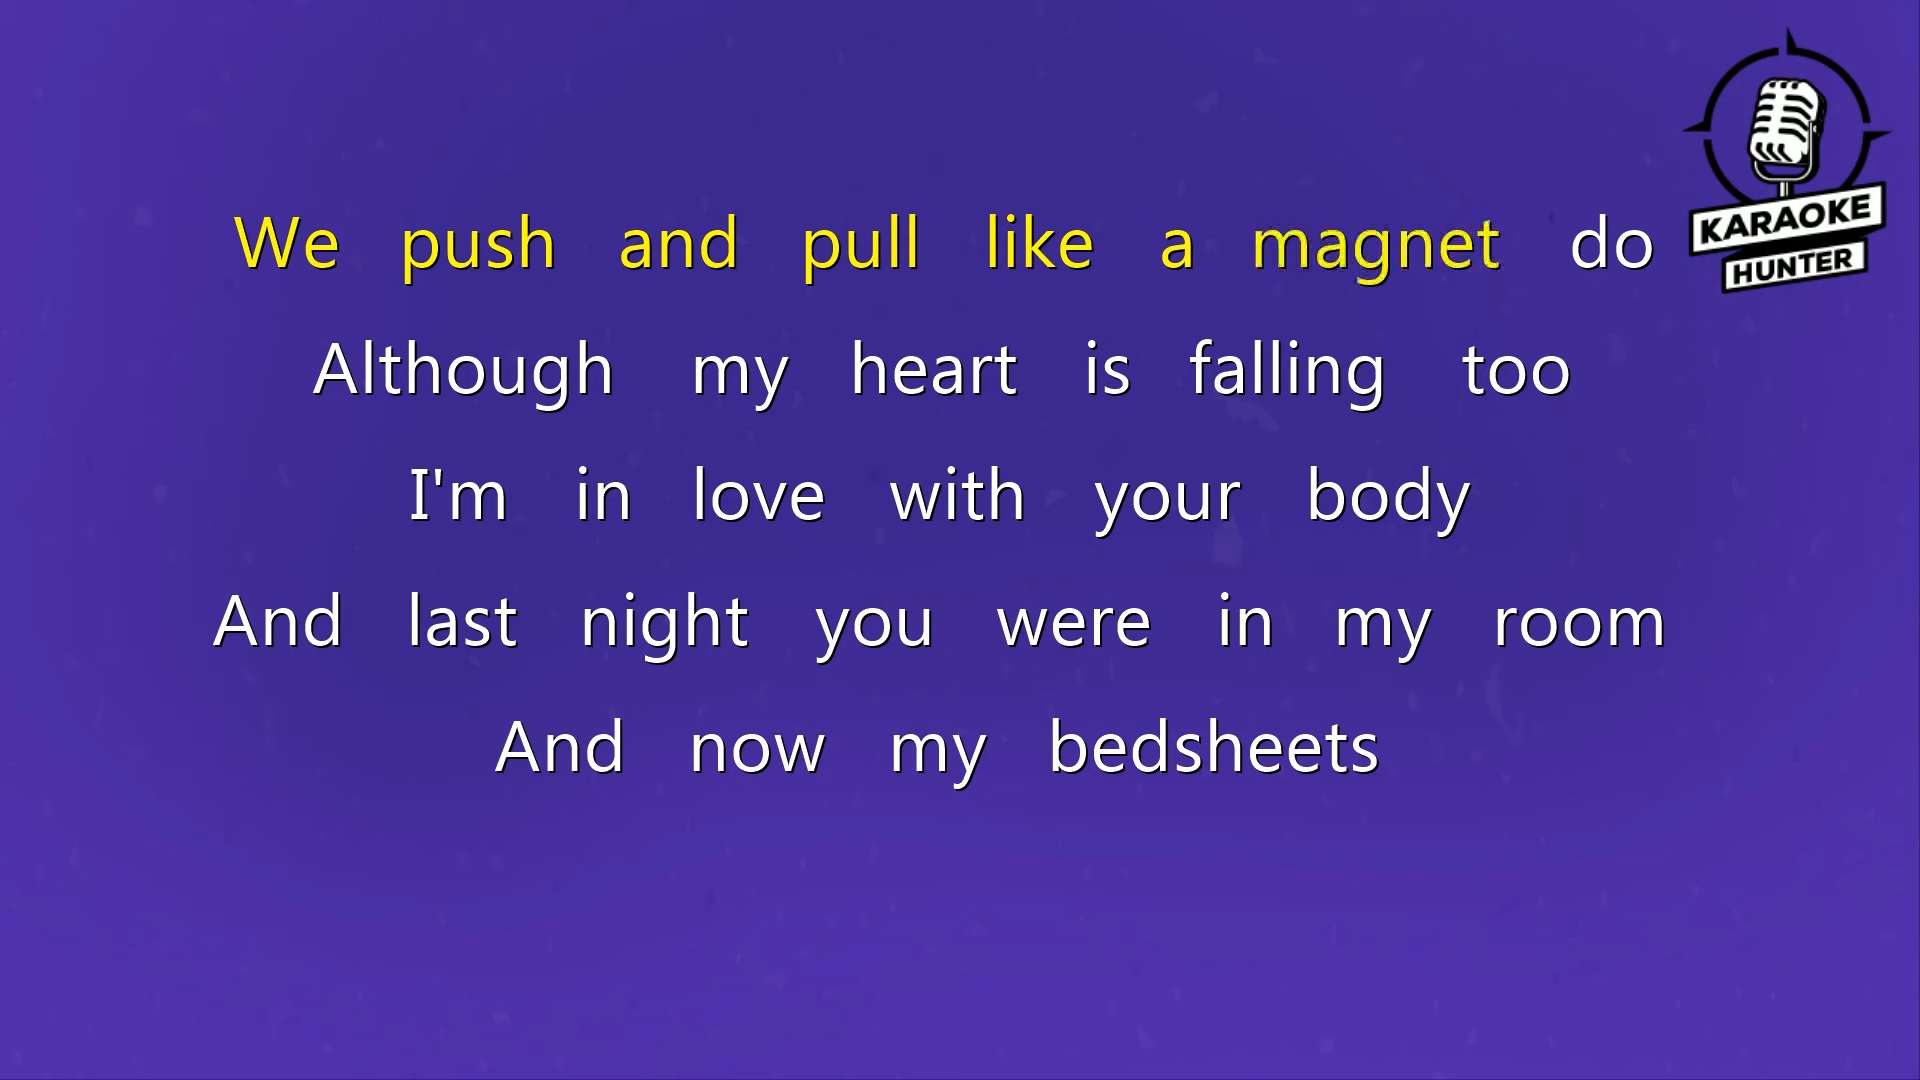 We push and pull like a magnet do
Although my heart is falling too
I'm in love with your body
And last night you were in my room
And now my bedsheets
KARAOKE
HUNTER